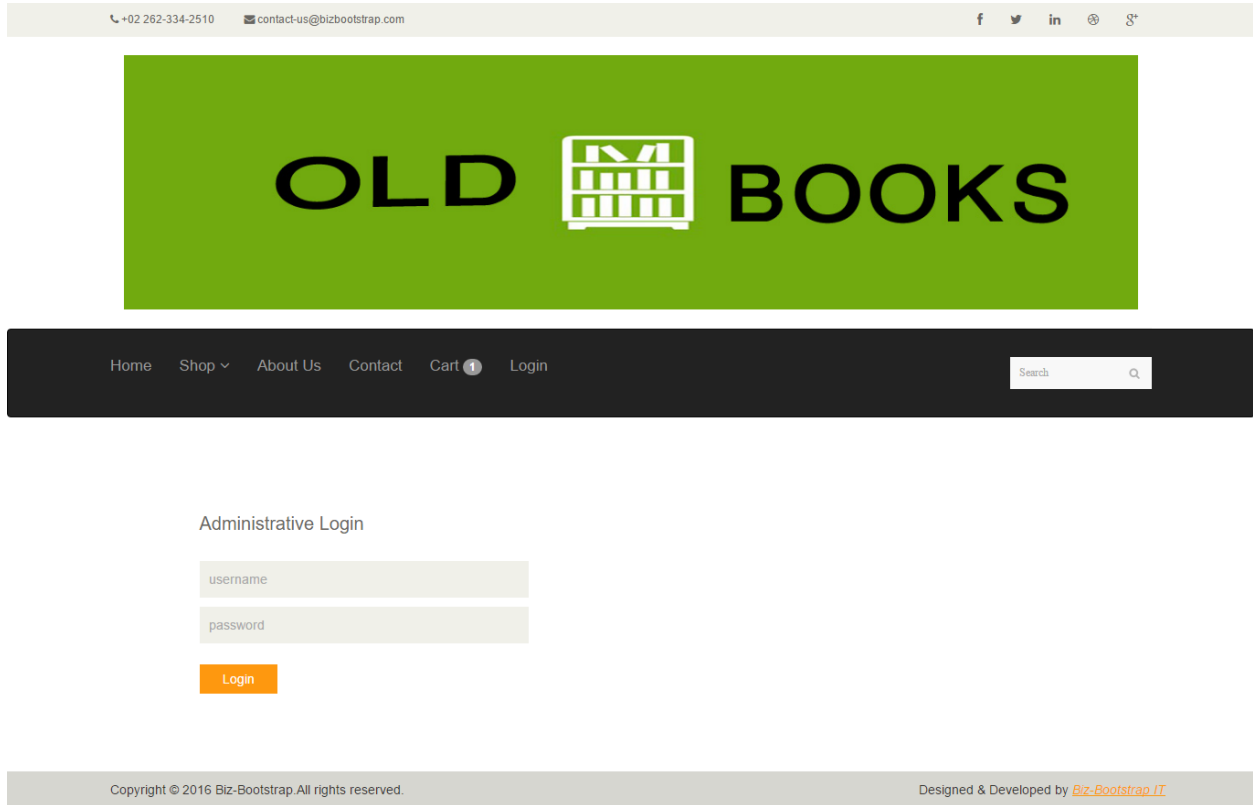 +02 262-334-2510 contact-us@bizbootstrap.com
OLD BOOKS
Home Shop About Us Contact Cart 1 Login Search
Administrative Login
username
password
Login
Copyright © 2016 Biz-Bootstrap.All rights reserved. Designed & Developed by Biz-Bootstrap IT